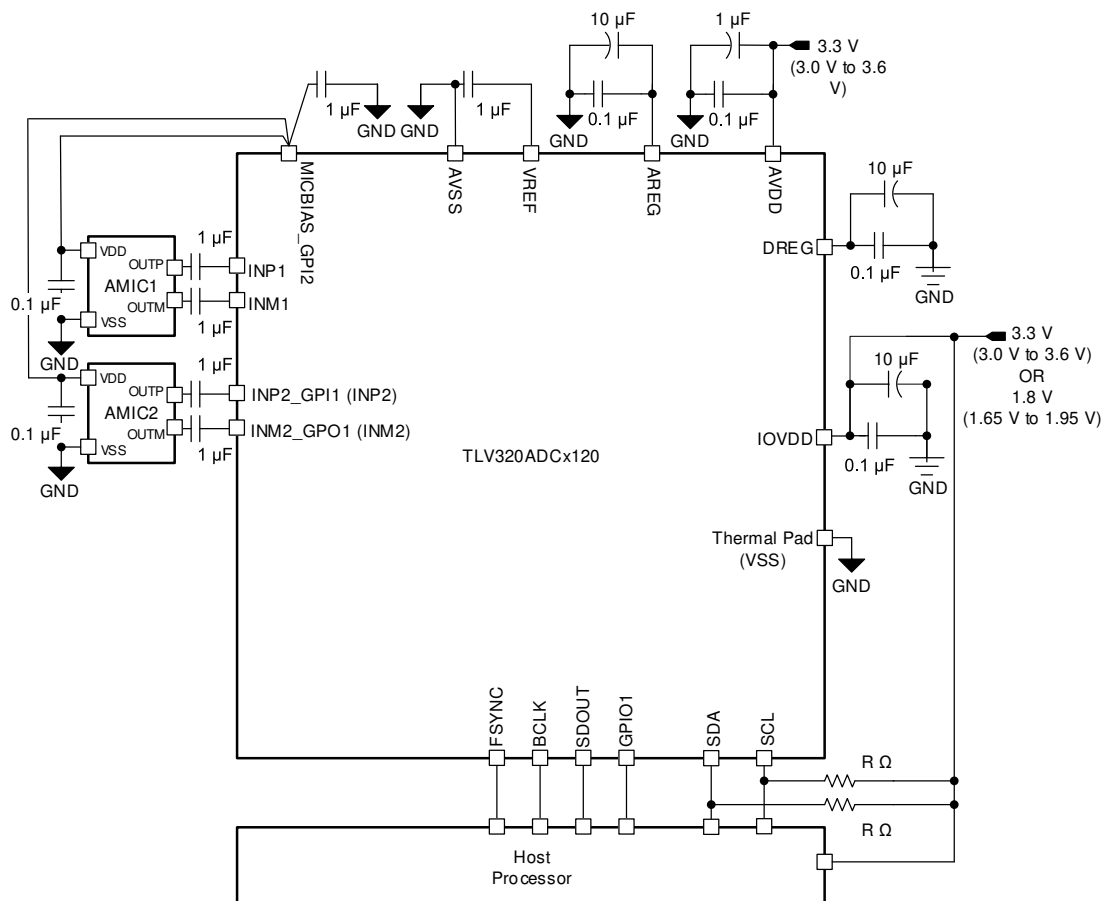 10 µF
1 µF
3.3 V
(3.0 V to 3.6
V)
1 µF
GND
GND
1 µF
0.1 µF
GND
0.1 µF
GND
MICBIAS_GPI2
AVSS
VREF
AREG
AVDD
10 µF
DREG
0.1 µF
GND
1 µF
VDD
OUTP
INP1
AMIC1
0.1 µF
OUTM
INM1
VSS
1 µF
GND
1 µF
VDD
OUTP
INP2_GPI1 (INP2)
AMIC2
0.1 µF
OUTM
INM2_GPO1 (INM2)
VSS
1 µF
GND
3.3 V
(3.0 V to 3.6 V)
OR
1.8 V
(1.65 V to 1.95 V)
10 µF
IOVDD
0.1 µF
GND
TLV320ADCx120
Thermal Pad
(VSS)
GND
FSYNC
BCLK
SDOUT
GPIO1
SDA
SCL
R Ω
R Ω
Host
Processor